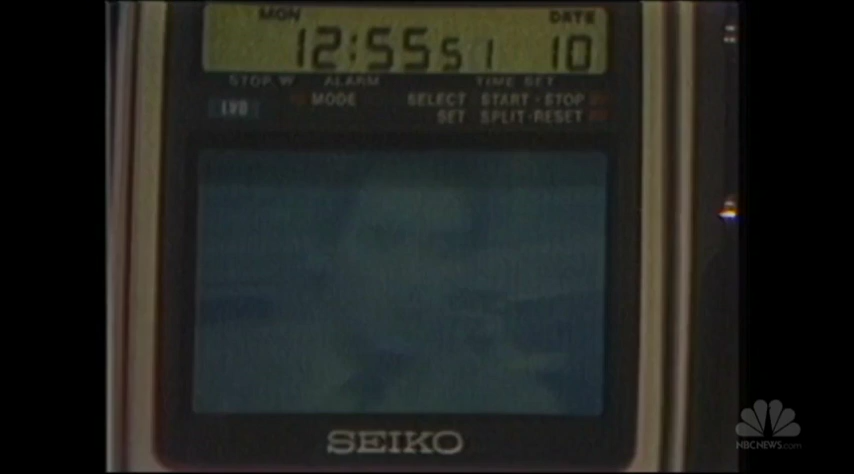 MON DATE
12:55 51 10
STOP.W ALARM TIME SET
LVD MODE SELECT START·STOP
SET SPLIT·RESET
SEIKO
NBCNEWS.com